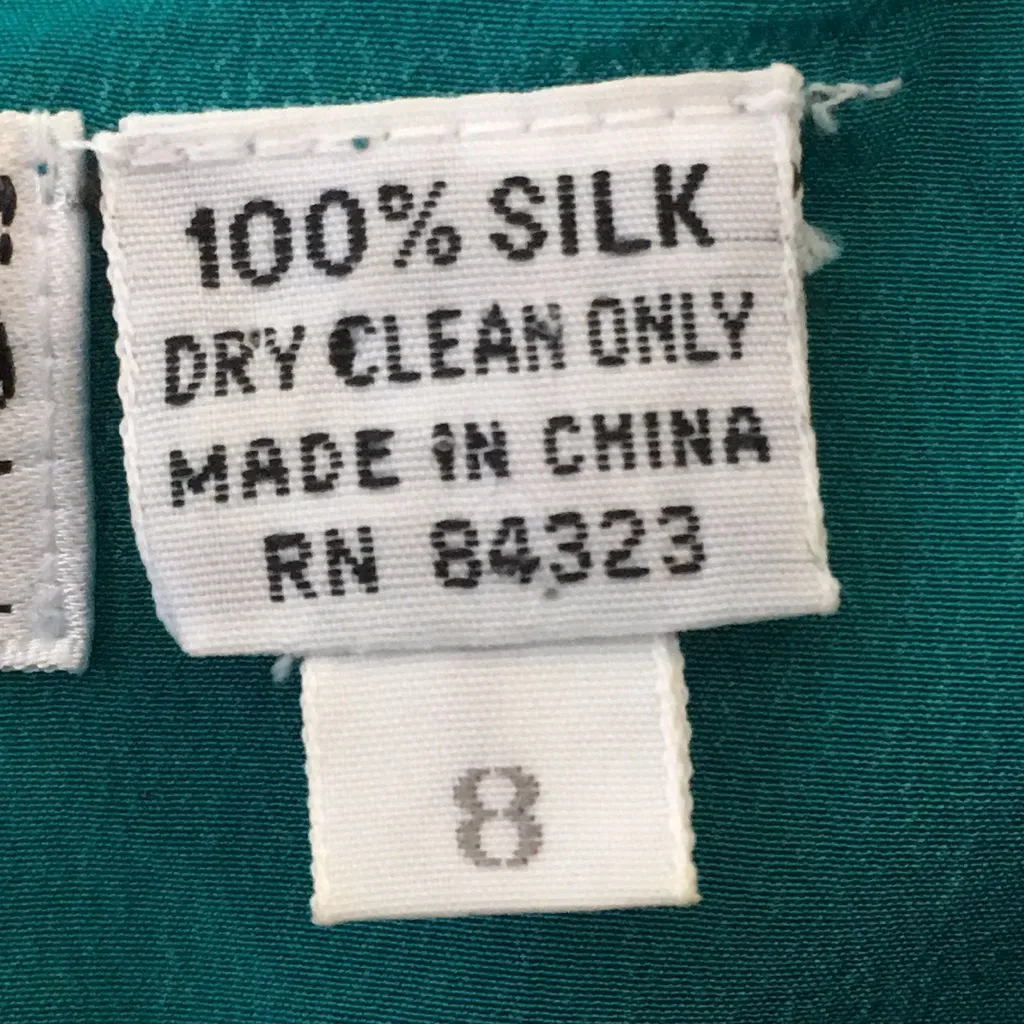 100% SILK
DRY CLEAN ONLY
MADE IN CHINA
RN 84323
8